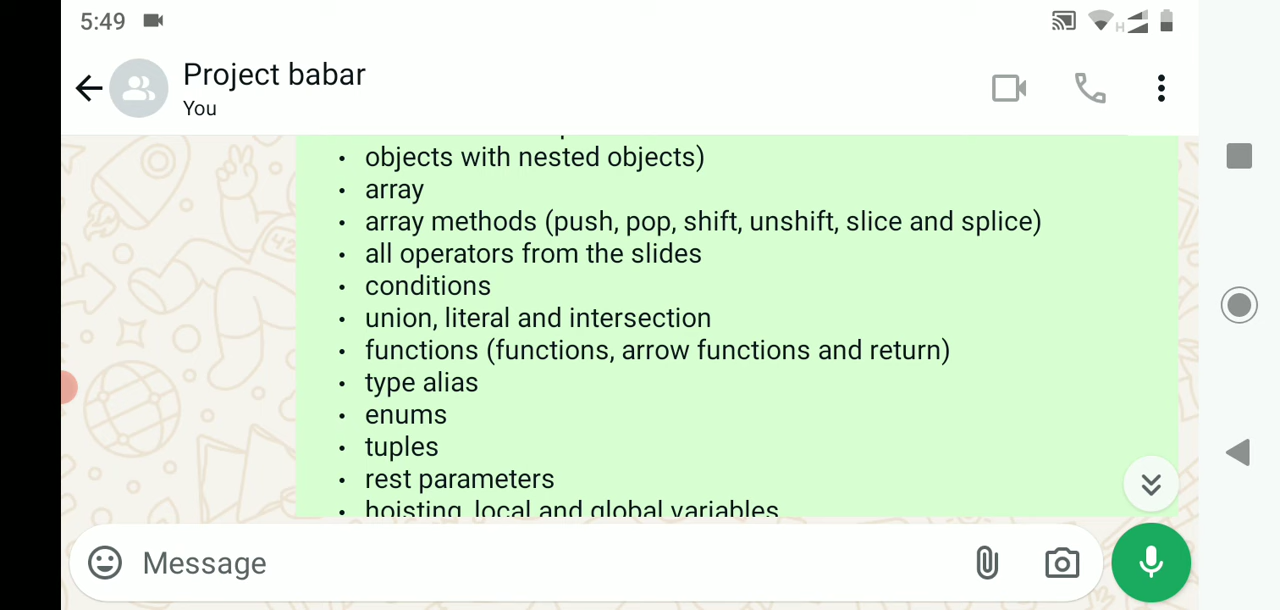 5:49
H
Project babar
You
• objects with nested objects)
• array
• array methods (push, pop, shift, unshift, slice and splice)
• all operators from the slides
• conditions
• union, literal and intersection
• functions (functions, arrow functions and return)
• type alias
• enums
• tuples
• rest parameters
• hoisting, local and global variables
Message